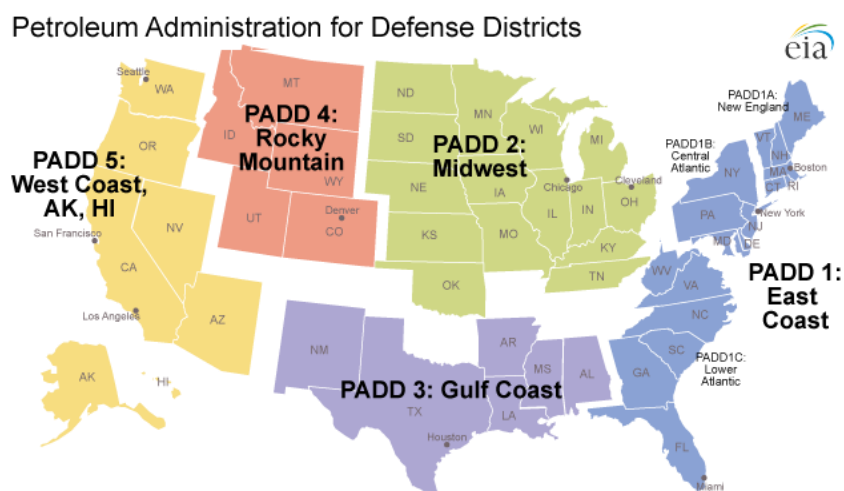 Petroleum Administration for Defense Districts
eia
Seattle
WA
OR
PADD 5:
West Coast,
AK, HI
San Francisco
NV
CA
Los Angeles
AZ
AK
HI
MT
PADD 4:
Rocky
Mountain
ID
WY
UT
Denver
CO
ND
MN
SD
WI
MI
PADD 2:
Midwest
NE
IA
Chicago
Cleveland
IL
IN
OH
KS
MO
KY
OK
TN
NM
AR
MS
AL
PADD 3: Gulf Coast
TX
LA
Houston
PADD1A:
New England
ME
VT
NH
PADD1B:
Central
Atlantic
NY
MA
Boston
CT
RI
PA
New York
NJ
MD
DE
WV
VA
PADD 1:
East
Coast
NC
SC
PADD1C:
Lower
Atlantic
GA
FL
Miami